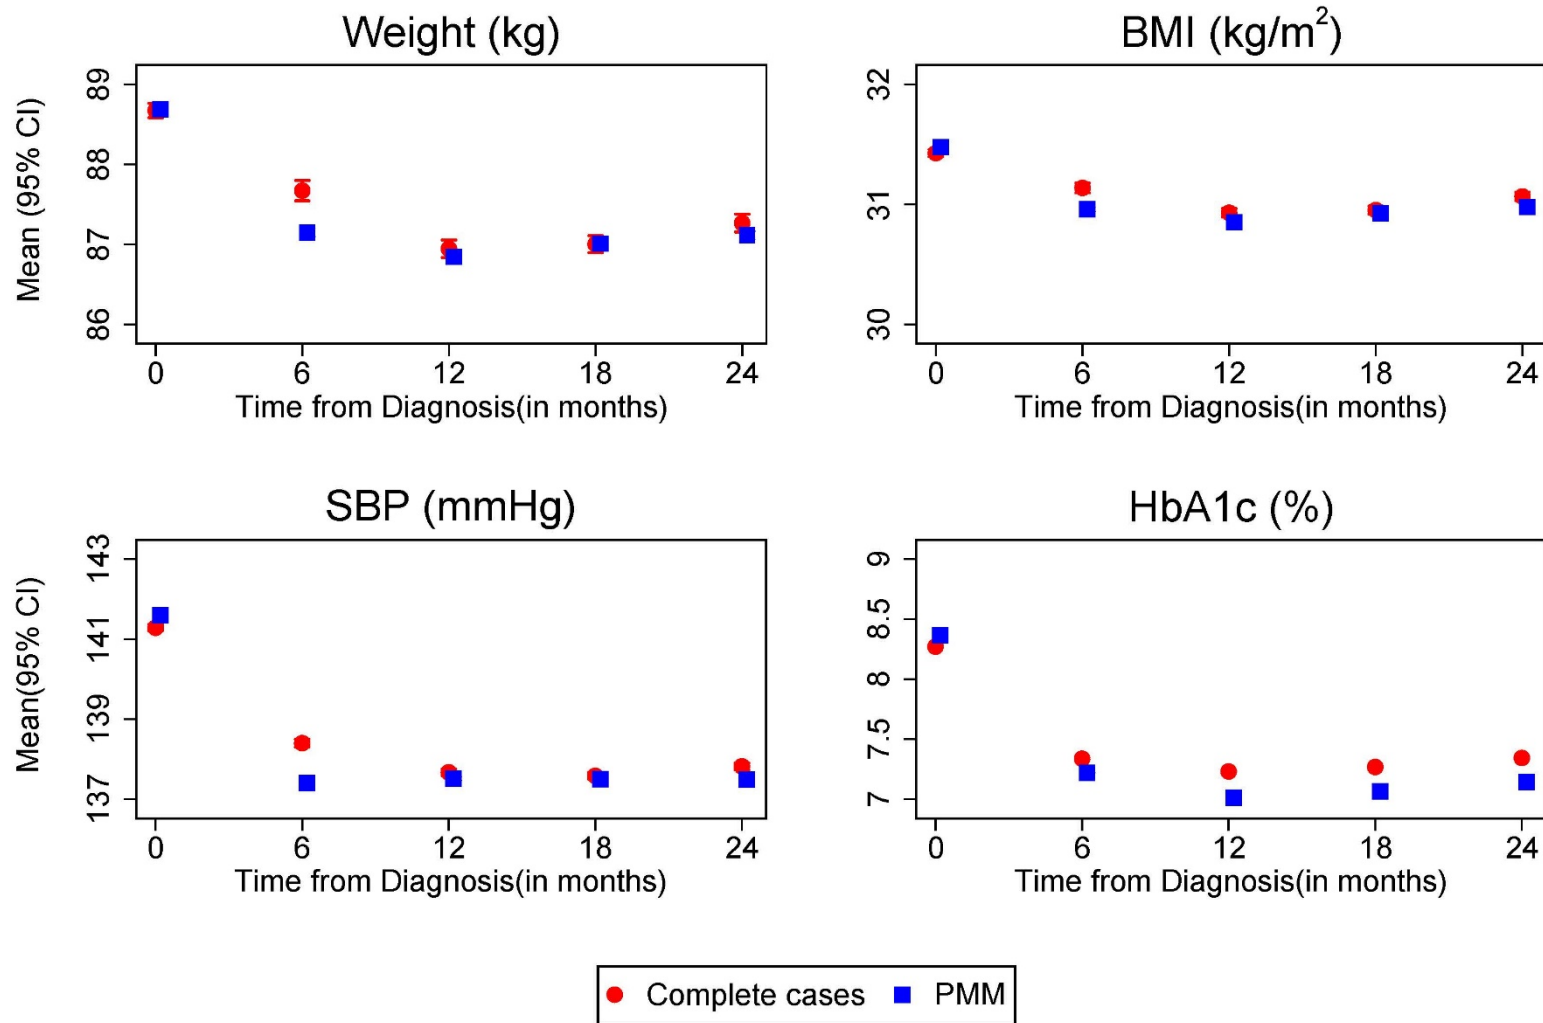 Weight (kg)
Mean (95% CI)
89
88
87
86
0 6 12 18 24
Time from Diagnosis(in months)
BMI (kg/m²)
32
31
30
0 6 12 18 24
Time from Diagnosis(in months)
SBP (mmHg)
Mean(95% CI)
143
141
139
137
0 6 12 18 24
Time from Diagnosis(in months)
HbA1c (%)
9
8.5
8
7.5
7
0 6 12 18 24
Time from Diagnosis(in months)
Complete cases PMM